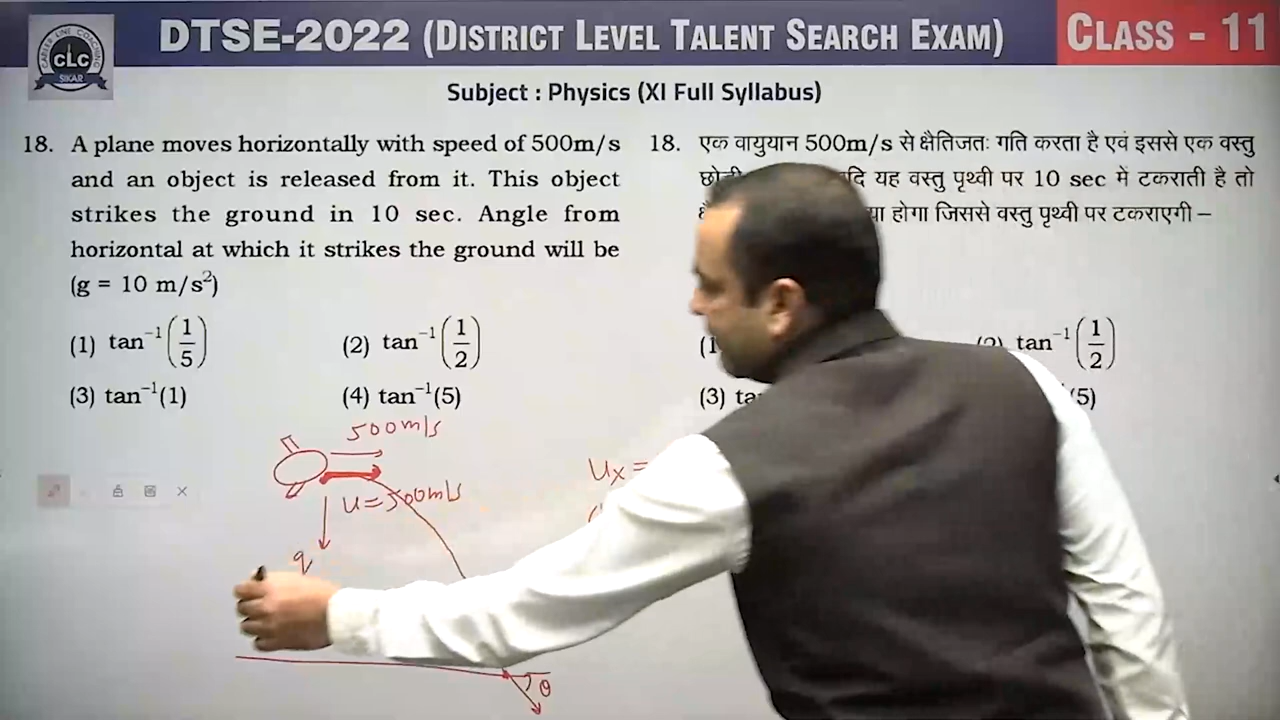 CAREER LINE COACHING
CLC
SIKAR
DTSE-2022 (DISTRICT LEVEL TALENT SEARCH EXAM)
CLASS - 11
Subject : Physics (XI Full Syllabus)
18. A plane moves horizontally with speed of 500m/s
and an object is released from it. This object
strikes the ground in 10 sec. Angle from
horizontal at which it strikes the ground will be
(g = 10 m/s²)
(1) tan⁻¹(1/5)
(2) tan⁻¹(1/2)
(3) tan⁻¹(1)
(4) tan⁻¹(5)
18. एक वायुयान 500m/s से क्षैतिजतः गति करता है एवं इससे एक वस्तु
यह वस्तु पृथ्वी पर 10 sec में टकराती है तो
होगा जिससे वस्तु पृथ्वी पर टकराएगी –
tan⁻¹(1/2)
(3)
(5)
500m/s
u=500m/s
g
θ
ux =